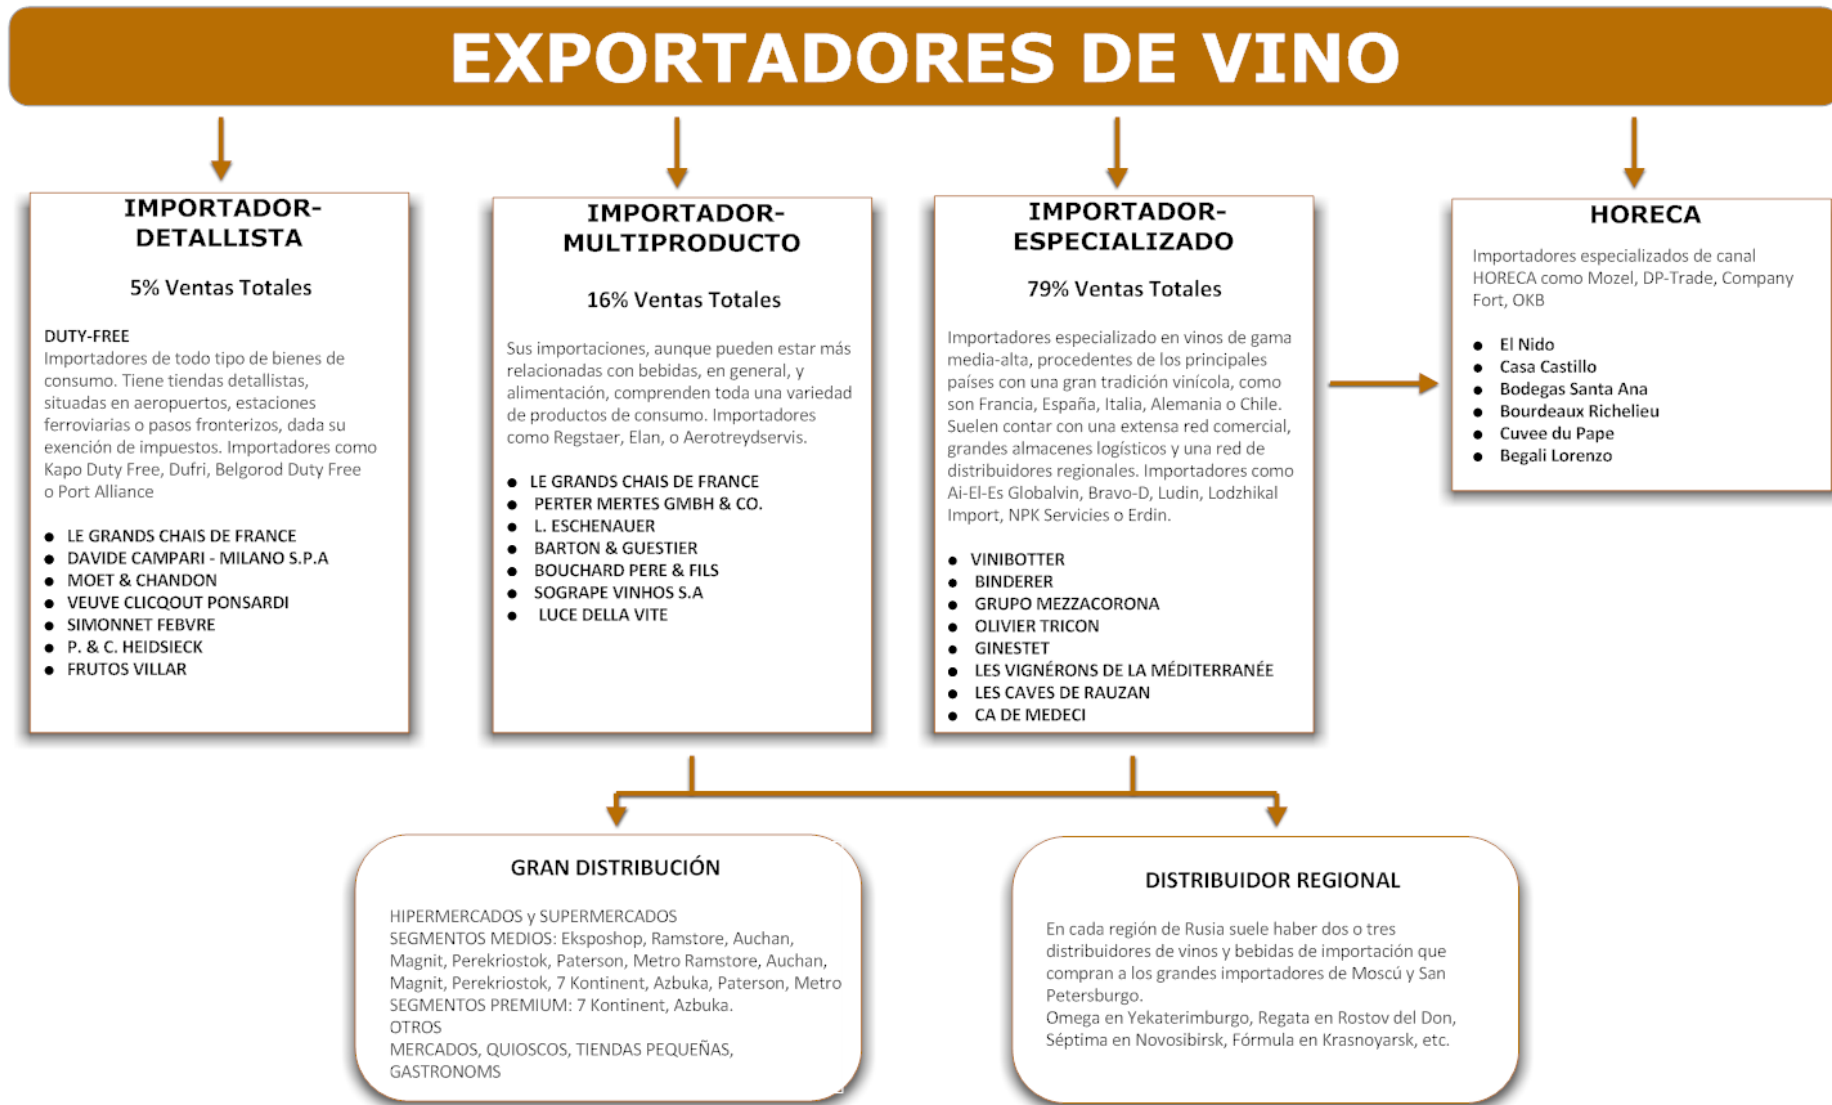 EXPORTADORES DE VINO
IMPORTADOR-
DETALLISTA
5% Ventas Totales
DUTY-FREE
Importadores de todo tipo de bienes de
consumo. Tiene tiendas detallistas,
situadas en aeropuertos, estaciones
ferroviarias o pasos fronterizos, dada su
exención de impuestos. Importadores como
Kapo Duty Free, Dufri, Belgorod Duty Free
o Port Alliance
● LE GRANDS CHAIS DE FRANCE
● DAVIDE CAMPARI - MILANO S.P.A
● MOET & CHANDON
● VEUVE CLICQOUT PONSARDI
● SIMONNET FEBVRE
● P. & C. HEIDSIECK
● FRUTOS VILLAR
IMPORTADOR-
MULTIPRODUCTO
16% Ventas Totales
Sus importaciones, aunque pueden estar más
relacionadas con bebidas, en general, y
alimentación, comprenden toda una variedad
de productos de consumo. Importadores
como Regstaer, Elan, o Aerotreydservis.
● LE GRANDS CHAIS DE FRANCE
● PERTER MERTES GMBH & CO.
● L. ESCHENAUER
● BARTON & GUESTIER
● BOUCHARD PERE & FILS
● SOGRAPE VINHOS S.A
● LUCE DELLA VITE
IMPORTADOR-
ESPECIALIZADO
79% Ventas Totales
Importadores especializado en vinos de gama
media-alta, procedentes de los principales
países con una gran tradición vinícola, como
son Francia, España, Italia, Alemania o Chile.
Suelen contar con una extensa red comercial,
grandes almacenes logísticos y una red de
distribuidores regionales. Importadores como
Ai-El-Es Globalvin, Bravo-D, Ludin, Lodzhikal
Import, NPK Servicies o Erdin.
● VINIBOTTER
● BINDERER
● GRUPO MEZZACORONA
● OLIVIER TRICON
● GINESTET
● LES VIGNÉRONS DE LA MÉDITERRANÉE
● LES CAVES DE RAUZAN
● CA DE MEDECI
HORECA
Importadores especializados de canal
HORECA como Mozel, DP-Trade, Company
Fort, OKB
● El Nido
● Casa Castillo
● Bodegas Santa Ana
● Bourdeaux Richelieu
● Cuvee du Pape
● Begali Lorenzo
GRAN DISTRIBUCIÓN
HIPERMERCADOS y SUPERMERCADOS
SEGMENTOS MEDIOS: Eksposhop, Ramstore, Auchan,
Magnit, Perekriostok, Paterson, Metro Ramstore, Auchan,
Magnit, Perekriostok, 7 Kontinent, Azbuka, Paterson, Metro
SEGMENTOS PREMIUM: 7 Kontinent, Azbuka.
OTROS
MERCADOS, QUIOSCOS, TIENDAS PEQUEÑAS,
GASTRONOMS
DISTRIBUIDOR REGIONAL
En cada región de Rusia suele haber dos o tres
distribuidores de vinos y bebidas de importación que
compran a los grandes importadores de Moscú y San
Petersburgo.
Omega en Yekaterimburgo, Regata en Rostov del Don,
Séptima en Novosibirsk, Fórmula en Krasnoyarsk, etc.